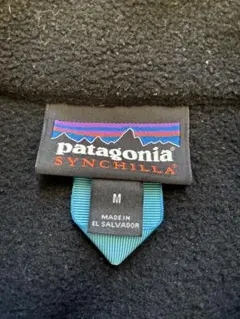 patagonia
SYNCHILLA
M
MADE IN
EL SALVADOR